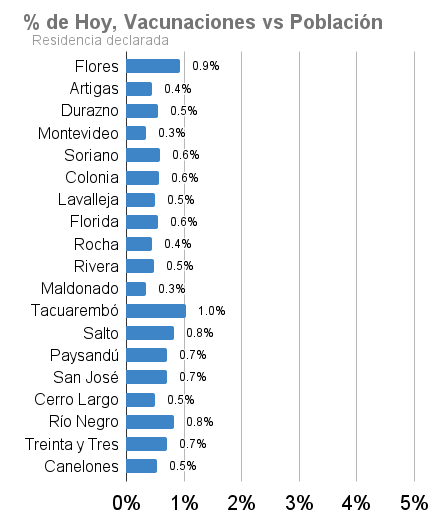 % de Hoy, Vacunaciones vs Población
Residencia declarada
Flores 0.9%
Artigas 0.4%
Durazno 0.5%
Montevideo 0.3%
Soriano 0.6%
Colonia 0.6%
Lavalleja 0.5%
Florida 0.6%
Rocha 0.4%
Rivera 0.5%
Maldonado 0.3%
Tacuarembó 1.0%
Salto 0.8%
Paysandú 0.7%
San José 0.7%
Cerro Largo 0.5%
Río Negro 0.8%
Treinta y Tres 0.7%
Canelones 0.5%
0% 1% 2% 3% 4% 5%